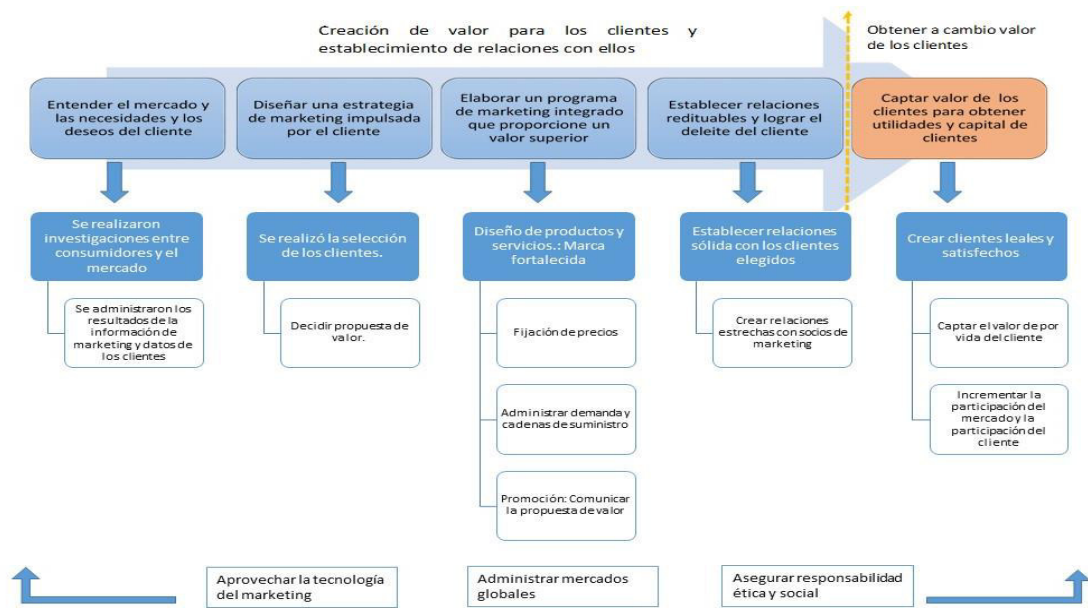 Creación de valor para los clientes y
establecimiento de relaciones con ellos
Obtener a cambio valor
de los clientes
Entender el mercado y
las necesidades y los
deseos del cliente
Diseñar una estrategia
de marketing impulsada
por el cliente
Elaborar un programa
de marketing integrado
que proporcione un
valor superior
Establecer relaciones
redituables y lograr el
deleite del cliente
Captar valor de los
clientes para obtener
utilidades y capital de
clientes
Se realizaron
investigaciones entre
consumidores y el
mercado
Se realizó la selección
de los clientes.
Diseño de productos y
servicios.: Marca
fortalecida
Establecer relaciones
sólida con los clientes
elegidos
Crear clientes leales y
satisfechos
Se administraron los
resultados de la
información de
marketing y datos de
los clientes
Decidir propuesta de
valor.
Fijación de precios
Crear relaciones
estrechas con socios de
marketing
Captar el valor de por
vida del cliente
Administrar demanda y
cadenas de suministro
Incrementar la
participación del
mercado y la
participación del
cliente
Promoción: Comunicar
la propuesta de valor
Aprovechar la tecnología
del marketing
Administrar mercados
globales
Asegurar responsabilidad
ética y social